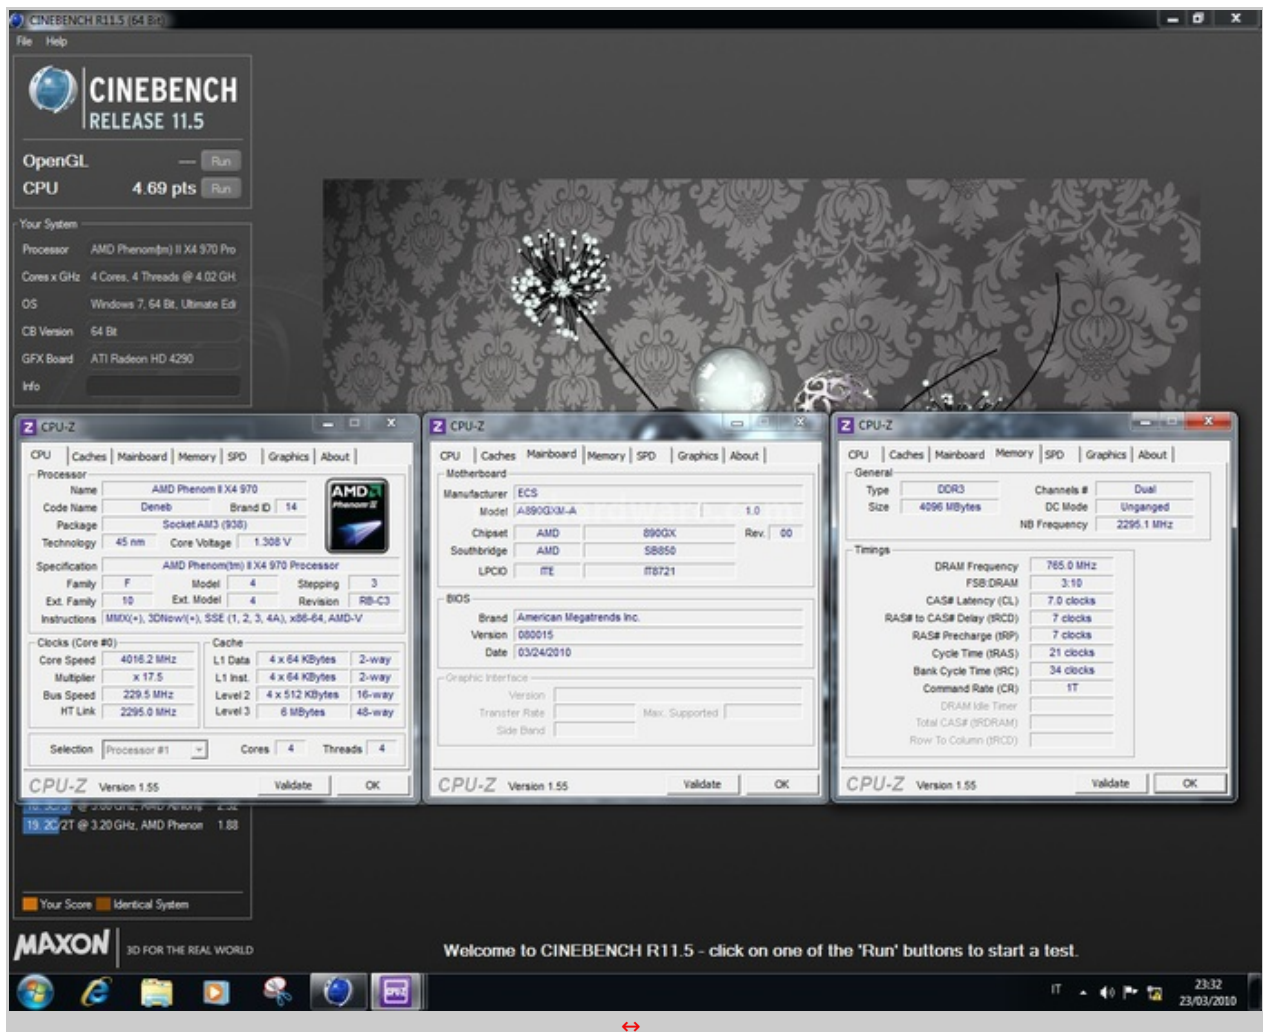 CINEBENCH R11.5 (64 Bit)
File Help
CINEBENCH
RELEASE 11.5
OpenGL — Run
CPU 4.69 pts Run
Your System
Processor AMD Phenom(tm) II X4 970 Pro
Cores x GHz 4 Cores, 4 Threads @ 4.02 GH
OS Windows 7, 64 Bit, Ultimate Edi
CB Version 64 Bit
GFX Board ATI Radeon HD 4290
Info
CPU-Z
CPU Caches Mainboard Memory SPD Graphics About
Processor
Name AMD Phenom II X4 970
Code Name Deneb Brand ID 14
Package Socket AM3 (938)
Technology 45 nm Core Voltage 1.308 V
AMD
Phenom II
Specification AMD Phenom(tm) II X4 970 Processor
Family F Model 4 Stepping 3
Ext. Family 10 Ext. Model 4 Revision RB-C3
Instructions MMX(+), 3DNow!(+), SSE (1, 2, 3, 4A), x86-64, AMD-V
Clocks (Core #0)
Core Speed 4016.2 MHz
Multiplier x 17.5
Bus Speed 229.5 MHz
HT Link 2295.0 MHz
Cache
L1 Data 4 x 64 KBytes 2-way
L1 Inst. 4 x 64 KBytes 2-way
Level 2 4 x 512 KBytes 16-way
Level 3 6 MBytes 48-way
Selection Processor #1 Cores 4 Threads 4
CPU-Z Version 1.55 Validate OK
CPU-Z
CPU Caches Mainboard Memory SPD Graphics About
Motherboard
Manufacturer ECS
Model A890GXM-A 1.0
Chipset AMD 890GX Rev. 00
Southbridge AMD SB850
LPCIO ITE IT8721
BIOS
Brand American Megatrends Inc.
Version 080015
Date 03/24/2010
Graphic Interface
Version
Transfer Rate Max. Supported
Side Band
CPU-Z Version 1.55 Validate OK
CPU-Z
CPU Caches Mainboard Memory SPD Graphics About
General
Type DDR3 Channels # Dual
Size 4096 MBytes DC Mode Unganged
NB Frequency 2295.1 MHz
Timings
DRAM Frequency 765.0 MHz
FSB:DRAM 3:10
CAS# Latency (CL) 7.0 clocks
RAS# to CAS# Delay (tRCD) 7 clocks
RAS# Precharge (tRP) 7 clocks
Cycle Time (tRAS) 21 clocks
Bank Cycle Time (tRC) 34 clocks
Command Rate (CR) 1T
DRAM Idle Timer
Total CAS# (tRDRAM)
Row To Column (tRCD)
CPU-Z Version 1.55 Validate OK
19. 2C/2T @ 3.20 GHz, AMD Phenom 1.88
Your Score Identical System
MAXON 3D FOR THE REAL WORLD
Welcome to CINEBENCH R11.5 - click on one of the 'Run' buttons to start a test.
CPU-Z
IT
23:32
23/03/2010